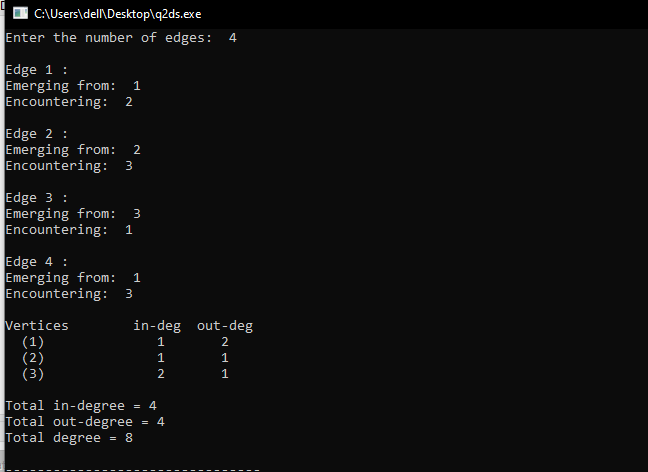 C:\Users\dell\Desktop\q2ds.exe
Enter the number of edges:  4
Edge 1 :
Emerging from:  1
Encountering:  2
Edge 2 :
Emerging from:  2
Encountering:  3
Edge 3 :
Emerging from:  3
Encountering:  1
Edge 4 :
Emerging from:  1
Encountering:  3
Vertices        in-deg  out-deg
  (1)              1       2
  (2)              1       1
  (3)              2       1
Total in-degree = 4
Total out-degree = 4
Total degree = 8
--------------------------------